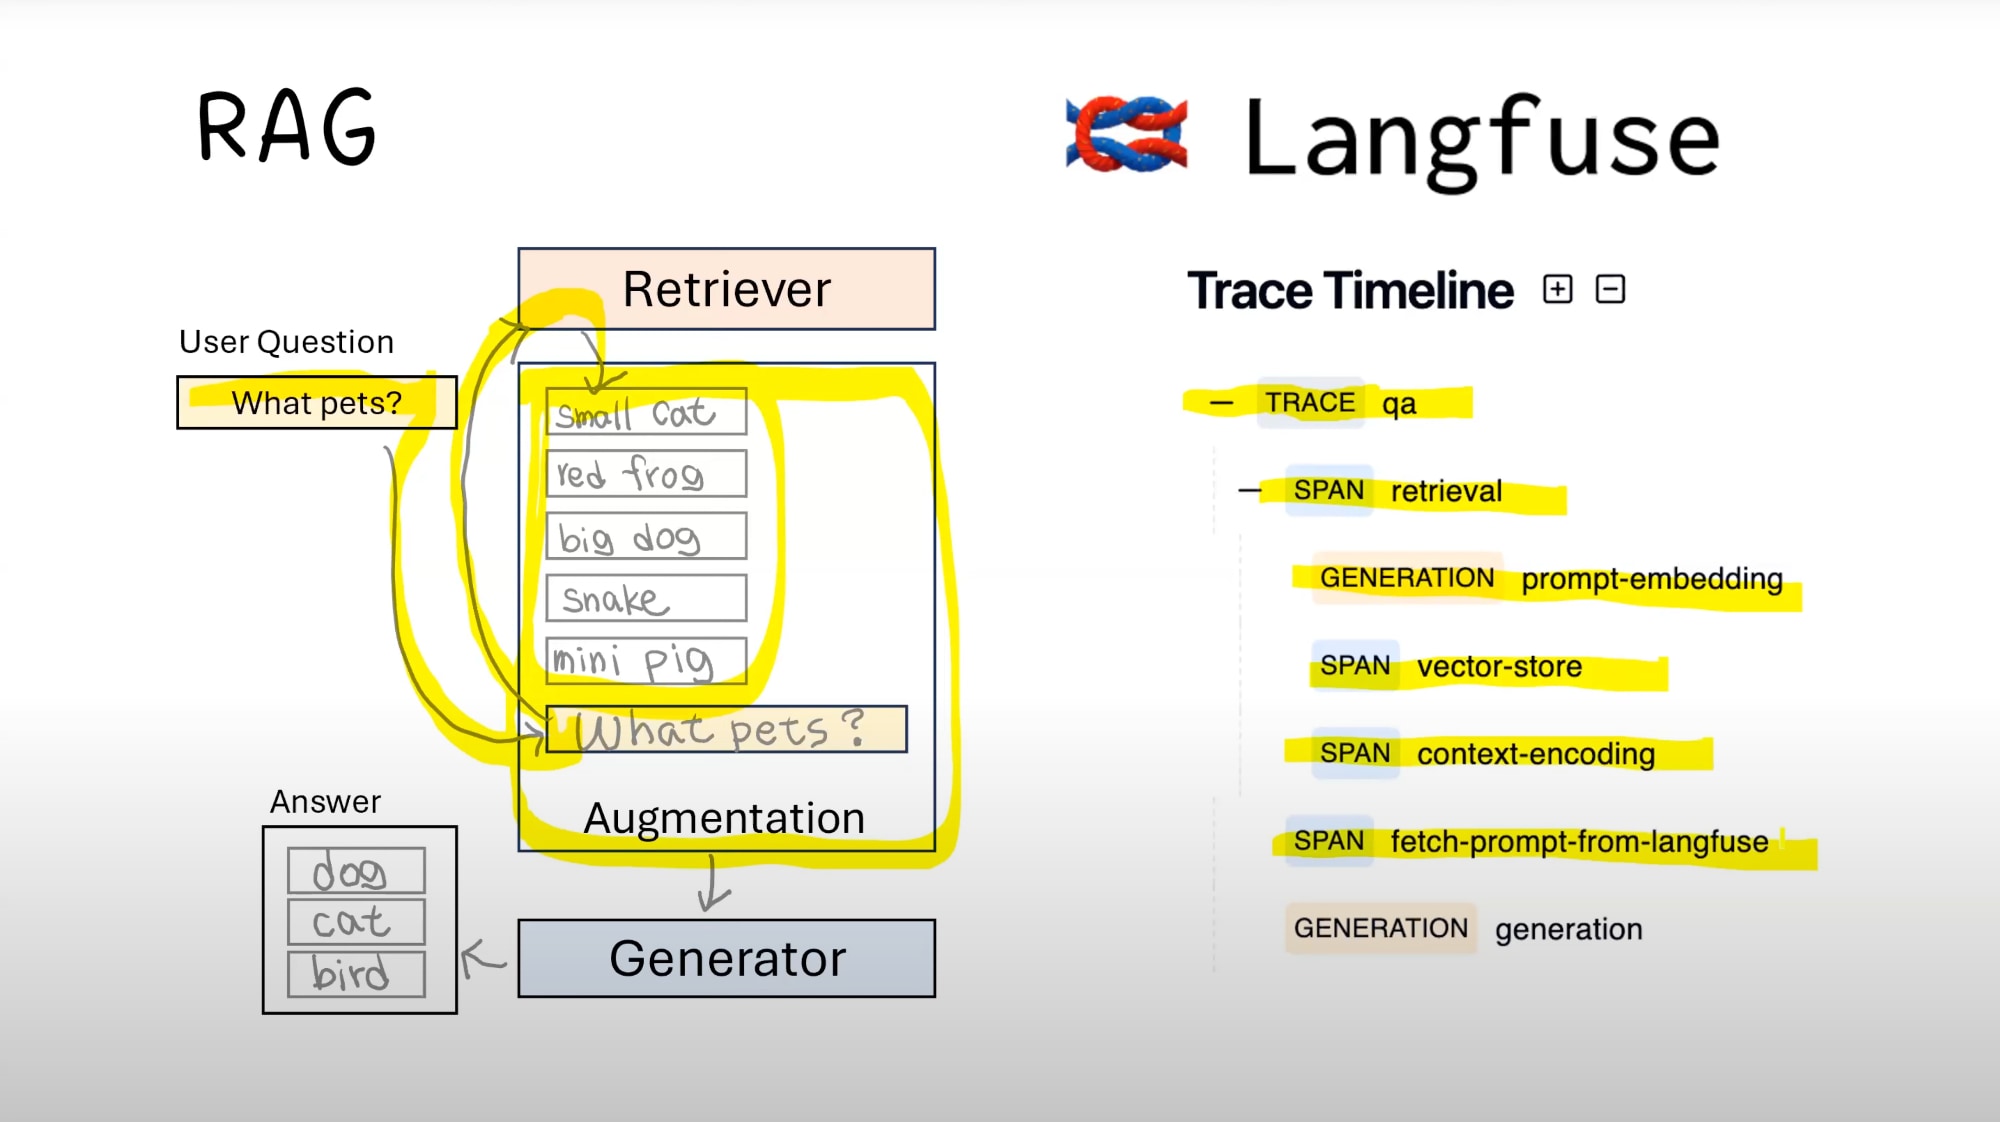 RAG
Langfuse
Retriever
User Question
What pets?
small cat
red frog
big dog
snake
mini pig
What pets?
Augmentation
Answer
dog
cat
bird
Generator
Trace Timeline
TRACE qa
SPAN retrieval
GENERATION prompt-embedding
SPAN vector-store
SPAN context-encoding
SPAN fetch-prompt-from-langfuse
GENERATION generation